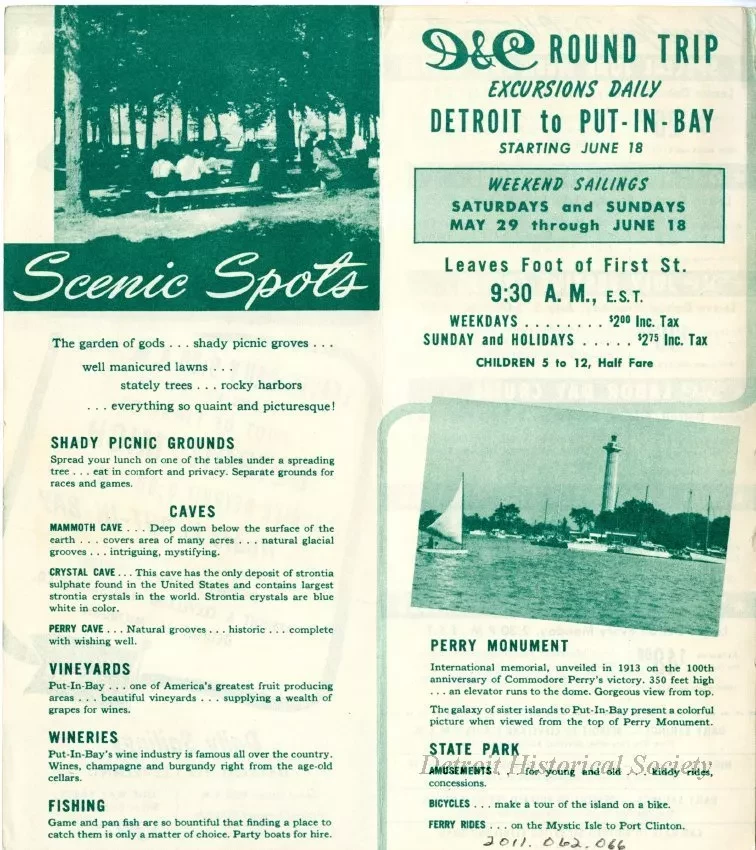 Scenic Spots
The garden of gods . . . shady picnic groves . . .
well manicured lawns . . .
stately trees . . . rocky harbors
. . . everything so quaint and picturesque!
SHADY PICNIC GROUNDS
Spread your lunch on one of the tables under a spreading
tree . . . eat in comfort and privacy. Separate grounds for
races and games.
CAVES
MAMMOTH CAVE . . . Deep down below the surface of the
earth . . . covers area of many acres . . . natural glacial
grooves . . . intriguing, mystifying.
CRYSTAL CAVE . . . This cave has the only deposit of strontia
sulphate found in the United States and contains largest
strontia crystals in the world. Strontia crystals are blue
white in color.
PERRY CAVE . . . Natural grooves . . . historic . . . complete
with wishing well.
VINEYARDS
Put-In-Bay . . . one of America's greatest fruit producing
areas . . . beautiful vineyards . . . supplying a wealth of
grapes for wines.
WINERIES
Put-In-Bay's wine industry is famous all over the country.
Wines, champagne and burgundy right from the age-old
cellars.
FISHING
Game and pan fish are so bountiful that finding a place to
catch them is only a matter of choice. Party boats for hire.
D&C ROUND TRIP
EXCURSIONS DAILY
DETROIT to PUT-IN-BAY
STARTING JUNE 18
WEEKEND SAILINGS
SATURDAYS and SUNDAYS
MAY 29 through JUNE 18
Leaves Foot of First St.
9:30 A. M., E.S.T.
WEEKDAYS . . . . . . . . $2.00 Inc. Tax
SUNDAY and HOLIDAYS . . . . . $2.75 Inc. Tax
CHILDREN 5 to 12, Half Fare
PERRY MONUMENT
International memorial, unveiled in 1913 on the 100th
anniversary of Commodore Perry's victory. 350 feet high
. . . an elevator runs to the dome. Gorgeous view from top.
The galaxy of sister islands to Put-In-Bay present a colorful
picture when viewed from the top of Perry Monument.
STATE PARK
Detroit Historical Society
AMUSEMENTS . . . for young and old . . . kiddy rides,
concessions.
BICYCLES . . . make a tour of the island on a bike.
FERRY RIDES . . . on the Mystic Isle to Port Clinton.
2011.062.066